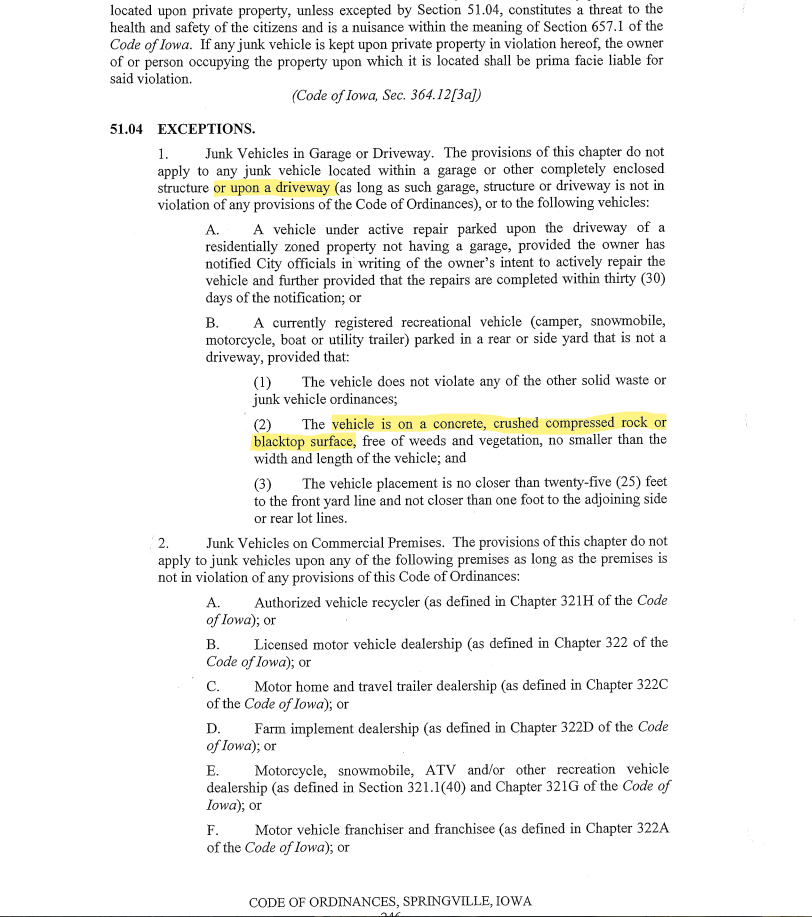 located upon private property, unless excepted by Section 51.04, constitutes a threat to the
health and safety of the citizens and is a nuisance within the meaning of Section 657.1 of the
Code of Iowa. If any junk vehicle is kept upon private property in violation hereof, the owner
of or person occupying the property upon which it is located shall be prima facie liable for
said violation.
(Code of Iowa, Sec. 364.12[3a])
51.04 EXCEPTIONS.
1. Junk Vehicles in Garage or Driveway. The provisions of this chapter do not
apply to any junk vehicle located within a garage or other completely enclosed
structure or upon a driveway (as long as such garage, structure or driveway is not in
violation of any provisions of the Code of Ordinances), or to the following vehicles:
A. A vehicle under active repair parked upon the driveway of a
residentially zoned property not having a garage, provided the owner has
notified City officials in writing of the owner's intent to actively repair the
vehicle and further provided that the repairs are completed within thirty (30)
days of the notification; or
B. A currently registered recreational vehicle (camper, snowmobile,
motorcycle, boat or utility trailer) parked in a rear or side yard that is not a
driveway, provided that:
(1) The vehicle does not violate any of the other solid waste or
junk vehicle ordinances;
(2) The vehicle is on a concrete, crushed compressed rock or
blacktop surface, free of weeds and vegetation, no smaller than the
width and length of the vehicle; and
(3) The vehicle placement is no closer than twenty-five (25) feet
to the front yard line and not closer than one foot to the adjoining side
or rear lot lines.
2. Junk Vehicles on Commercial Premises. The provisions of this chapter do not
apply to junk vehicles upon any of the following premises as long as the premises is
not in violation of any provisions of this Code of Ordinances:
A. Authorized vehicle recycler (as defined in Chapter 321H of the Code
of Iowa); or
B. Licensed motor vehicle dealership (as defined in Chapter 322 of the
Code of Iowa); or
C. Motor home and travel trailer dealership (as defined in Chapter 322C
of the Code of Iowa); or
D. Farm implement dealership (as defined in Chapter 322D of the Code
of Iowa); or
E. Motorcycle, snowmobile, ATV and/or other recreation vehicle
dealership (as defined in Section 321.1(40) and Chapter 321G of the Code of
Iowa); or
F. Motor vehicle franchiser and franchisee (as defined in Chapter 322A
of the Code of Iowa); or
CODE OF ORDINANCES, SPRINGVILLE, IOWA